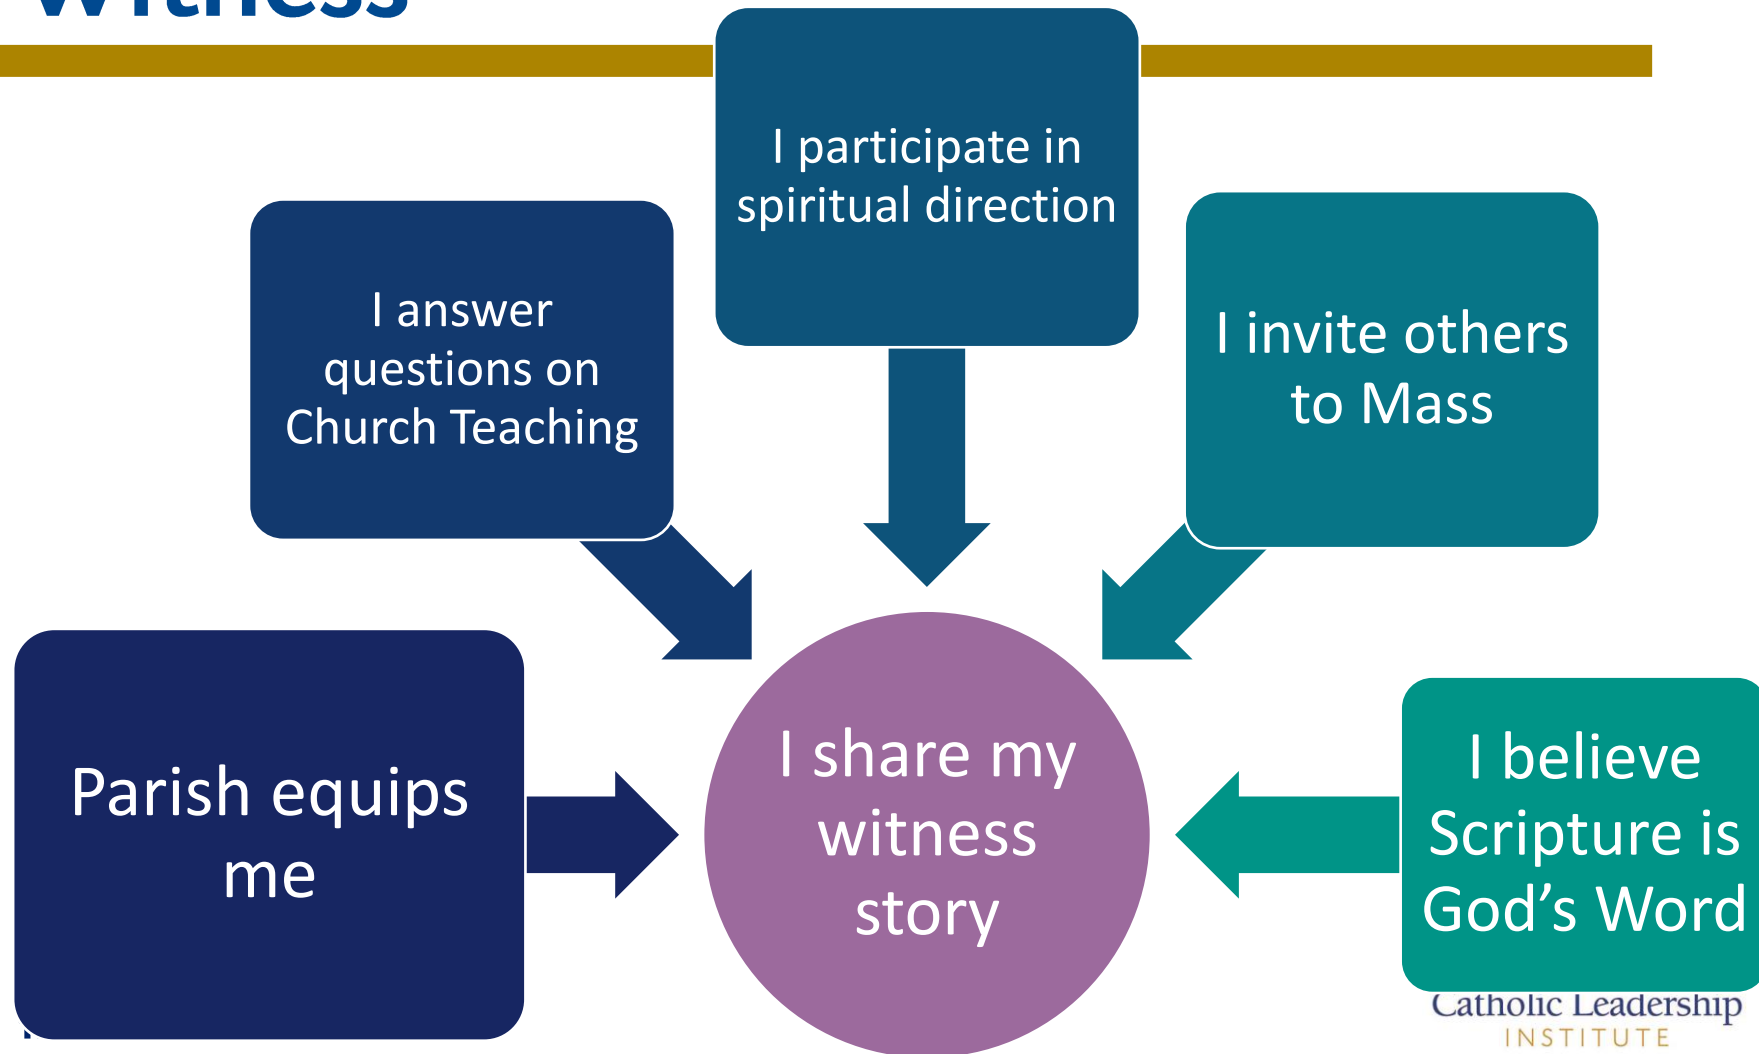 Witness
I participate in
spiritual direction
I answer
questions on
Church Teaching
I invite others
to Mass
Parish equips
me
I share my
witness
story
I believe
Scripture is
God’s Word
Catholic Leadership
INSTITUTE